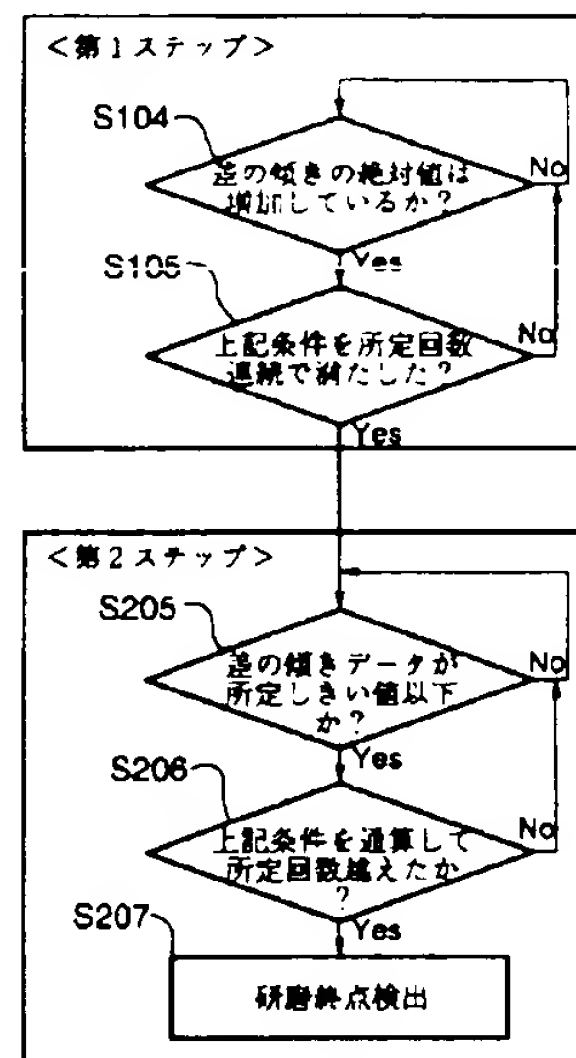 <第1ステップ>
S104
差の傾きの絶対値は
増加しているか?
No
Yes
S105
上記条件を所定回数
連続で満たした?
No
Yes
<第2ステップ>
S205
差の傾きデータが
所定しきい値以下
か?
No
Yes
S206
上記条件を通算して
所定回数越えたか
?
No
Yes
S207
研磨終点検出